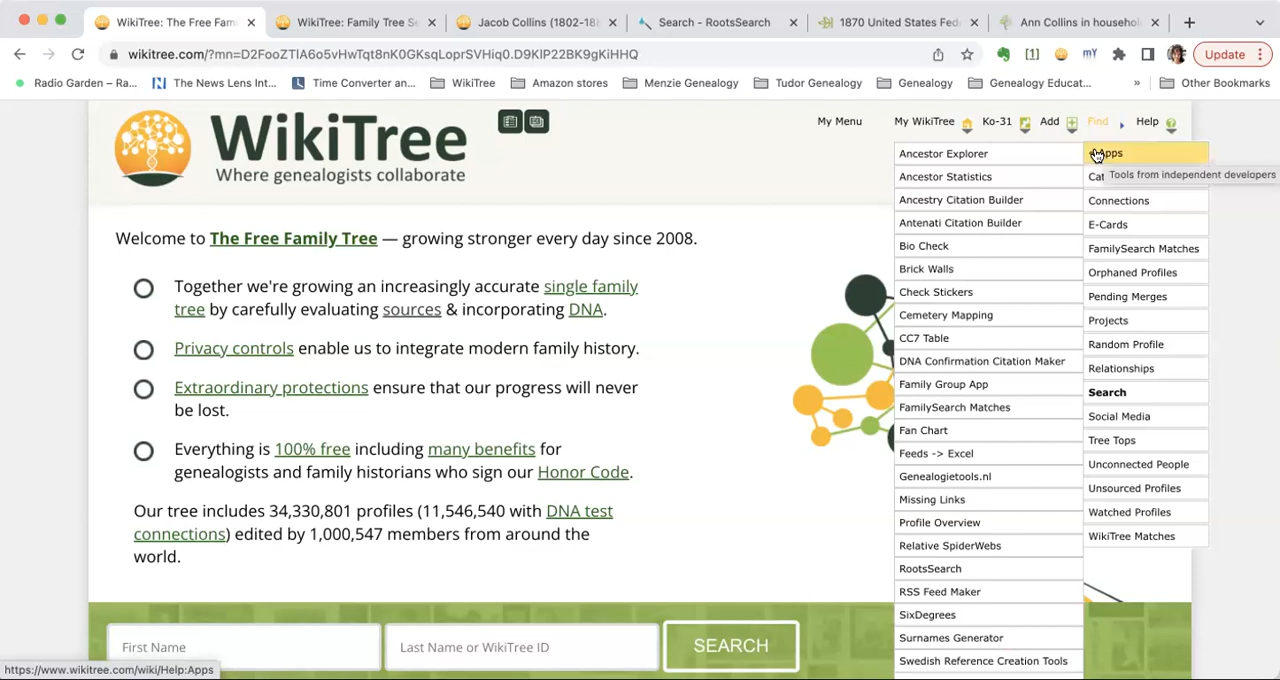 WikiTree: The Free Fam
WikiTree: Family Tree S
Jacob Collins (1802-18
Search - RootsSearch
1870 United States Fed
Ann Collins in househol
wikitree.com/?mn=D2FooZTIA6o5vHwTqt8nK0GKsqLoprSVHiq0.D9KIP22BK9gKiHHQ
[1]
mY
Update
Radio Garden – Ra...
The News Lens Int...
Time Converter an...
WikiTree
Amazon stores
Menzie Genealogy
Tudor Genealogy
Genealogy
Genealogy Educat...
»
Other Bookmarks
WikiTree
Where genealogists collaborate
My Menu
My WikiTree
Ko-31
Add
Find
Help
Welcome to The Free Family Tree — growing stronger every day since 2008.
Together we're growing an increasingly accurate single family
tree by carefully evaluating sources & incorporating DNA.
Privacy controls enable us to integrate modern family history.
Extraordinary protections ensure that our progress will never
be lost.
Everything is 100% free including many benefits for
genealogists and family historians who sign our Honor Code.
Our tree includes 34,330,801 profiles (11,546,540 with DNA test
connections) edited by 1,000,547 members from around the
world.
Ancestor Explorer
Ancestor Statistics
Ancestry Citation Builder
Antenati Citation Builder
Bio Check
Brick Walls
Check Stickers
Cemetery Mapping
CC7 Table
DNA Confirmation Citation Maker
Family Group App
FamilySearch Matches
Fan Chart
Feeds -> Excel
Genealogietools.nl
Missing Links
Profile Overview
Relative SpiderWebs
RootsSearch
RSS Feed Maker
SixDegrees
Surnames Generator
Swedish Reference Creation Tools
Apps
Tools from independent developers
Connections
E-Cards
FamilySearch Matches
Orphaned Profiles
Pending Merges
Projects
Random Profile
Relationships
Search
Social Media
Tree Tops
Unconnected People
Unsourced Profiles
Watched Profiles
WikiTree Matches
First Name
Last Name or WikiTree ID
SEARCH
https://www.wikitree.com/wiki/Help:Apps